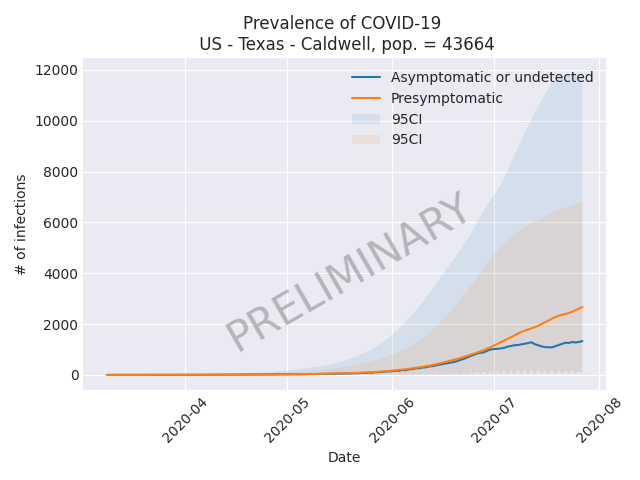 Prevalence of COVID-19
US - Texas - Caldwell, pop. = 43664
Asymptomatic or undetected
Presymptomatic
95CI
95CI
12000
10000
8000
6000
4000
2000
0
# of infections
PRELIMINARY
2020-04
2020-05
2020-06
2020-07
2020-08
Date